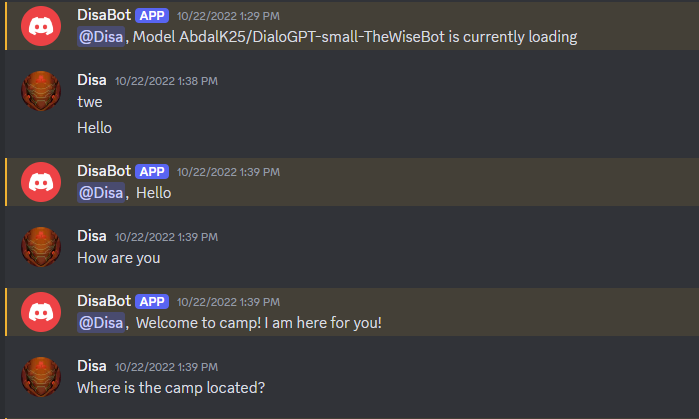 DisaBot APP 10/22/2022 1:29 PM
@Disa, Model AbdalK25/DialoGPT-small-TheWiseBot is currently loading
Disa 10/22/2022 1:38 PM
twe
Hello
DisaBot APP 10/22/2022 1:39 PM
@Disa, Hello
Disa 10/22/2022 1:39 PM
How are you
DisaBot APP 10/22/2022 1:39 PM
@Disa, Welcome to camp! I am here for you!
Disa 10/22/2022 1:39 PM
Where is the camp located?